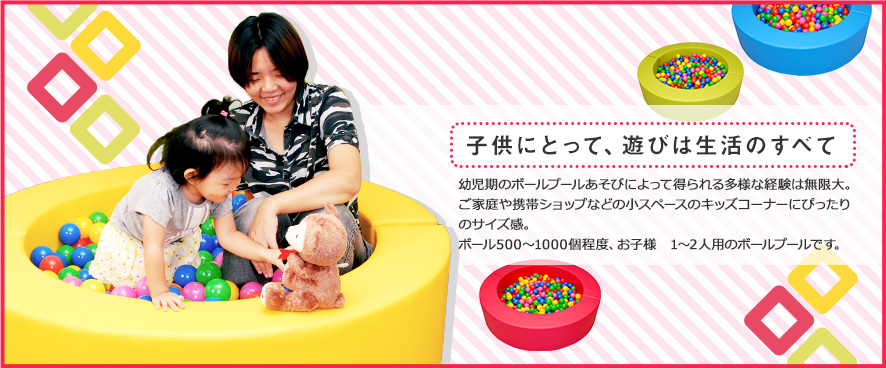 子供にとって、遊びは生活のすべて
幼児期のボールプールあそびによって得られる多様な経験は無限大。
ご家庭や携帯ショップなどの小スペースのキッズコーナーにぴったり
のサイズ感。
ボール500～1000個程度、お子様　1～2人用のボールプールです。